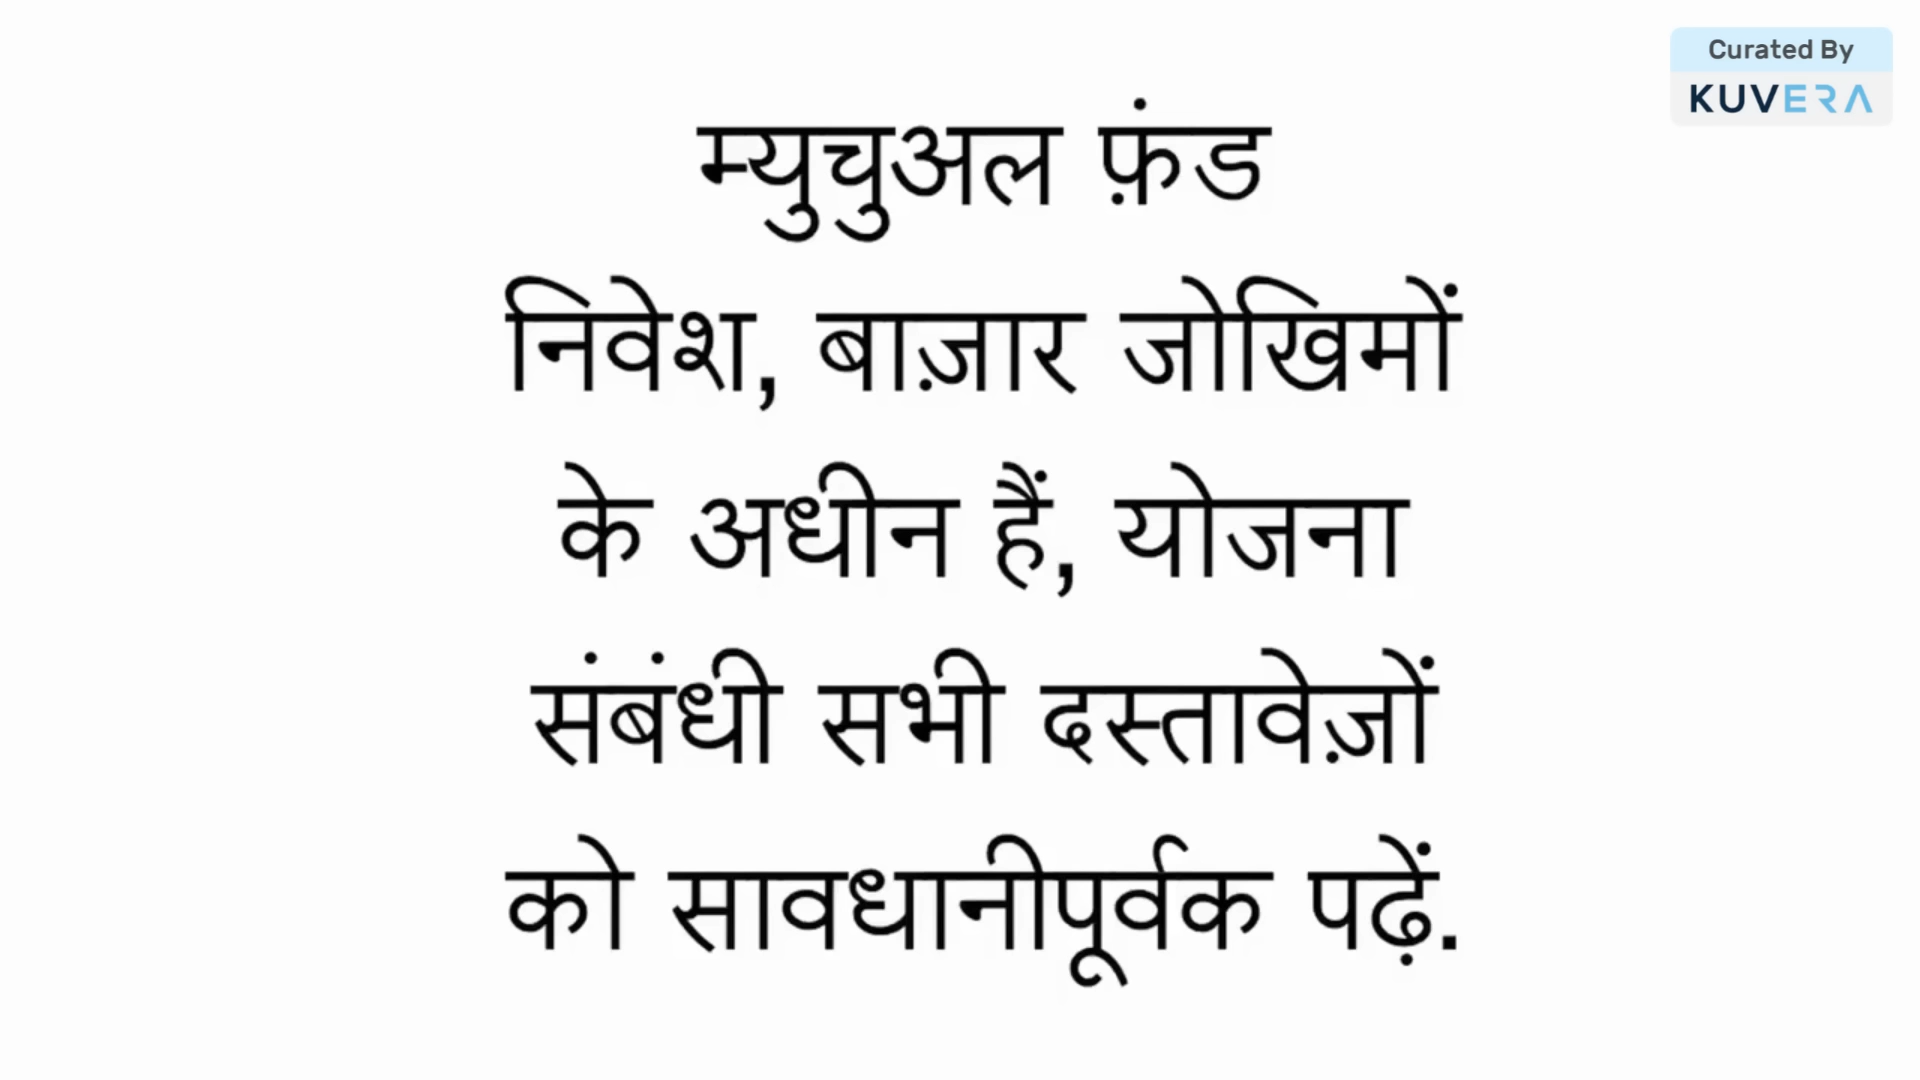 Curated By
KUVERA
म्युचुअल फ़ंड
निवेश, बाज़ार जोखिमों
के अधीन हैं, योजना
संबंधी सभी दस्तावेज़ों
को सावधानीपूर्वक पढ़ें.